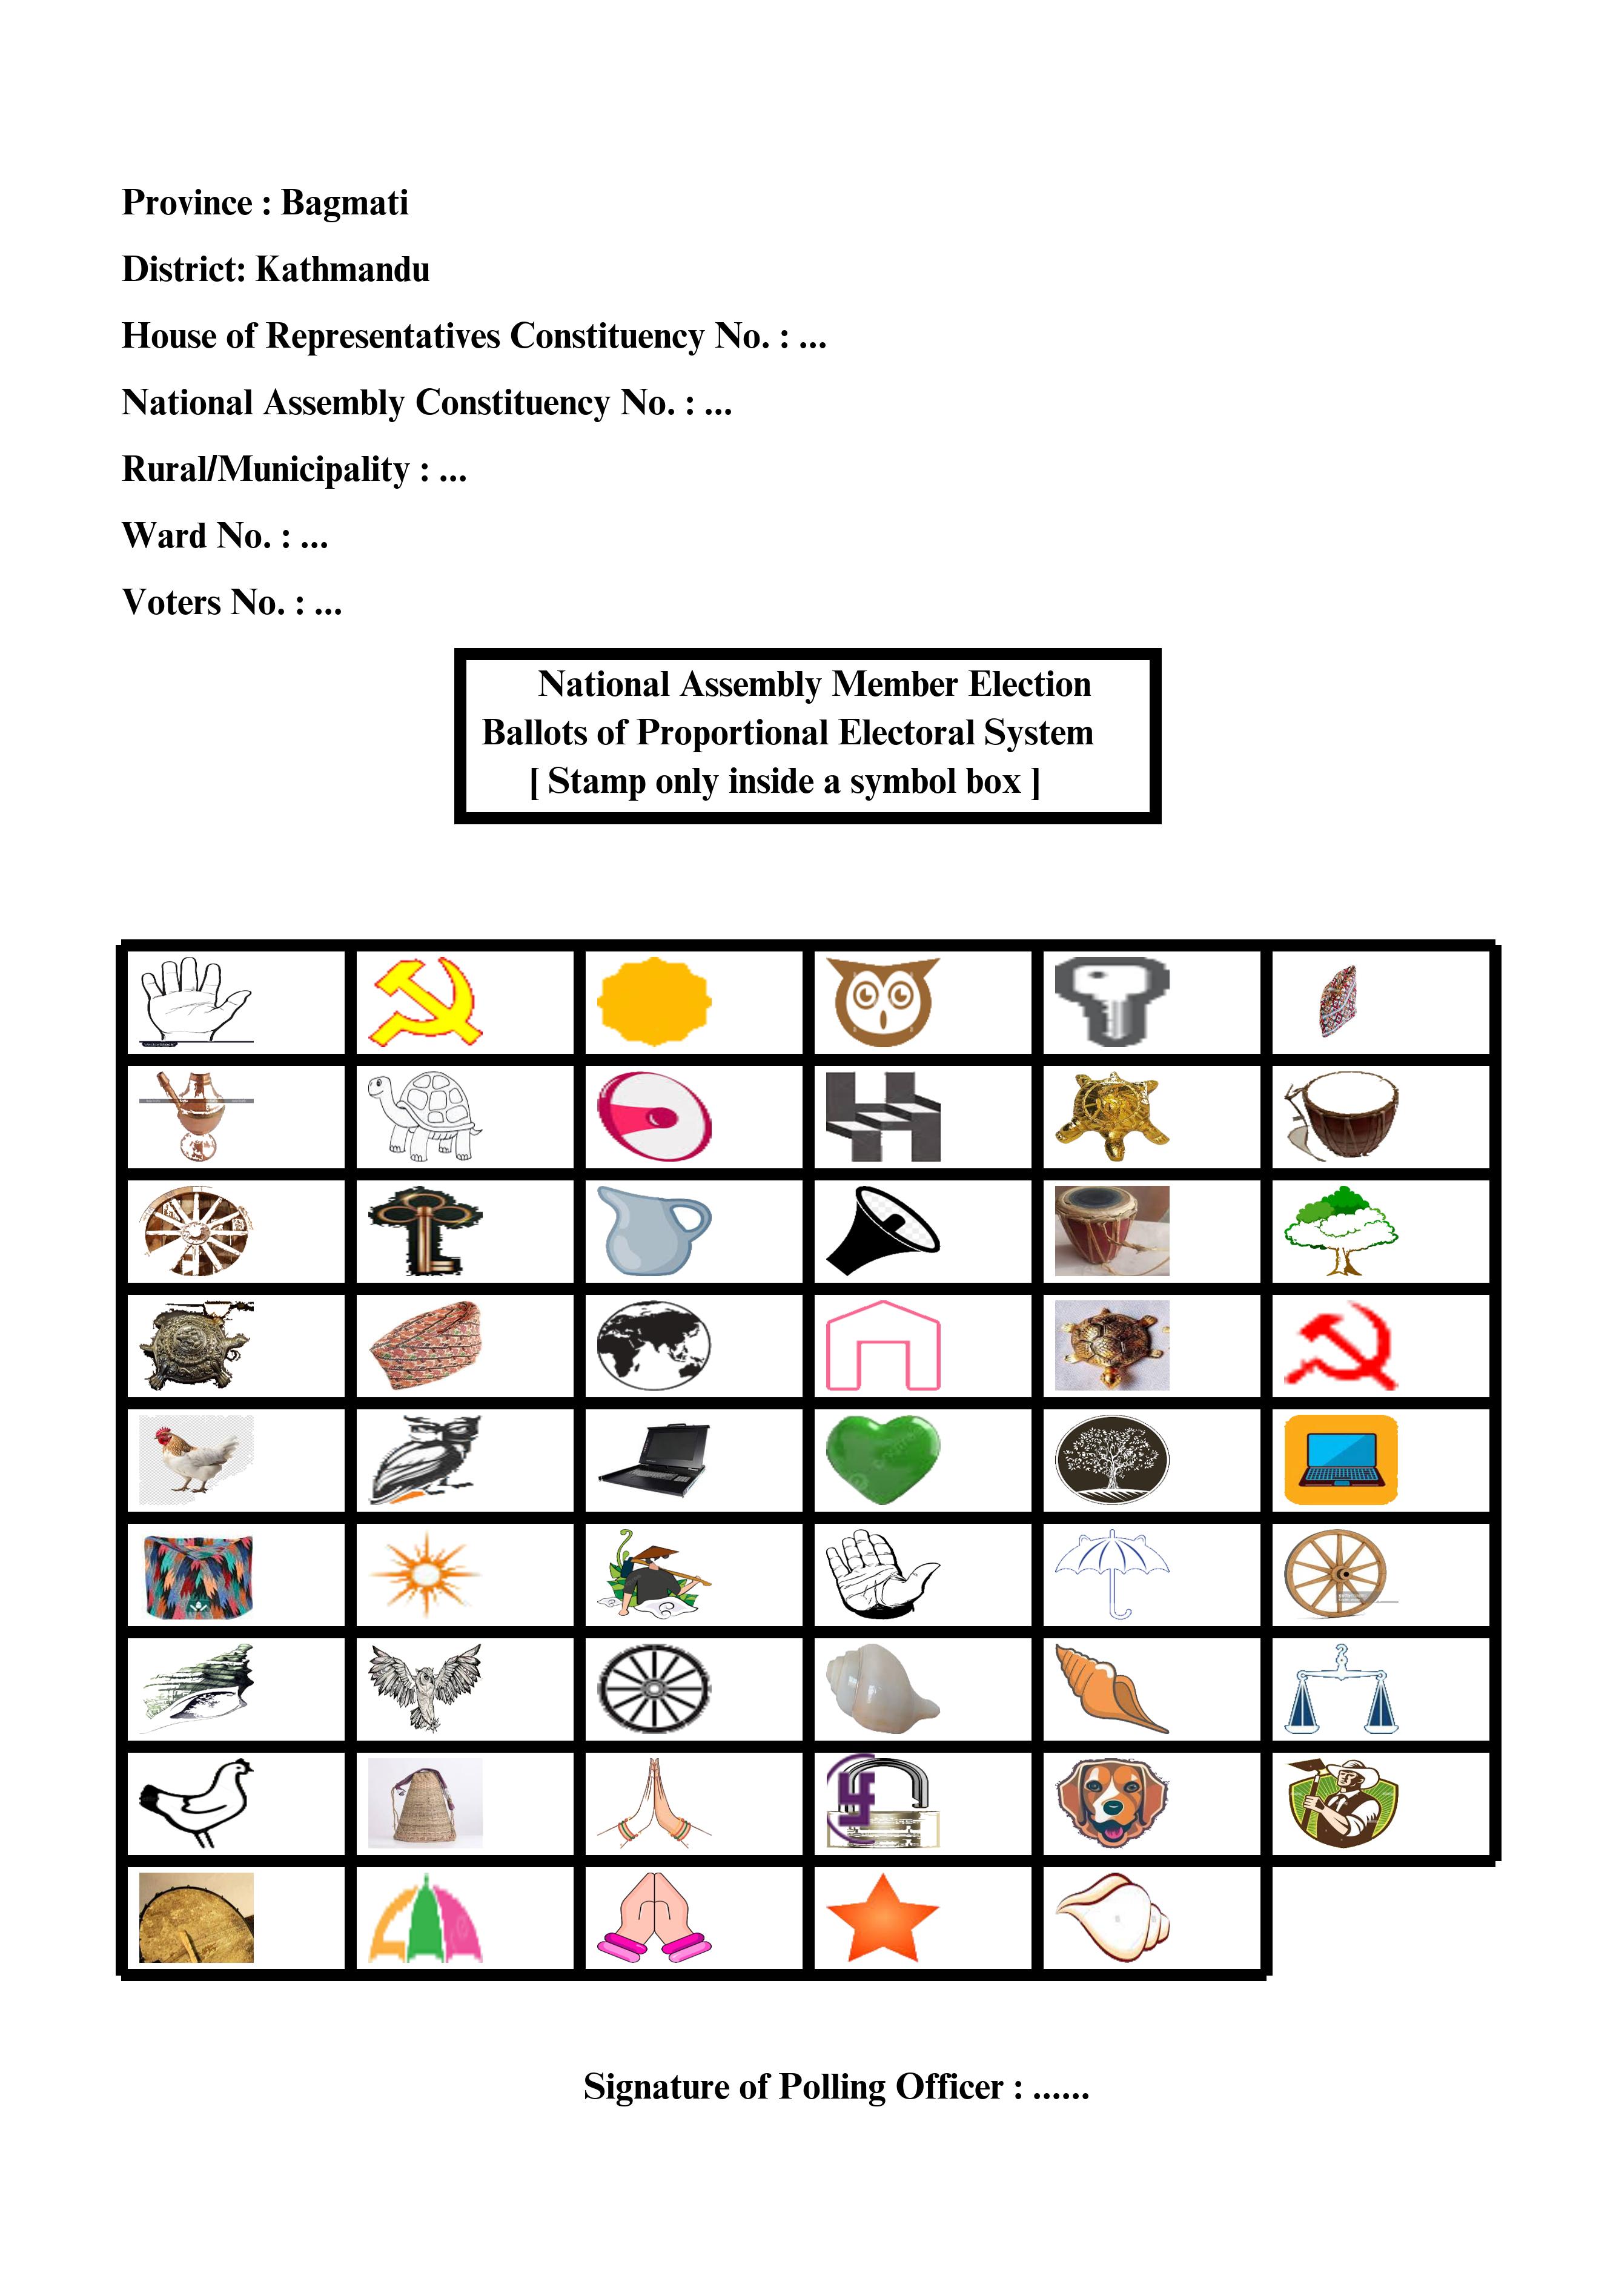 Province : Bagmati
District: Kathmandu
House of Representatives Constituency No. : ...
National Assembly Constituency No. : ...
Rural/Municipality : ...
Ward No. : ...
Voters No. : ...
National Assembly Member Election
Ballots of Proportional Electoral System
[ Stamp only inside a symbol box ]
Signature of Polling Officer : ......